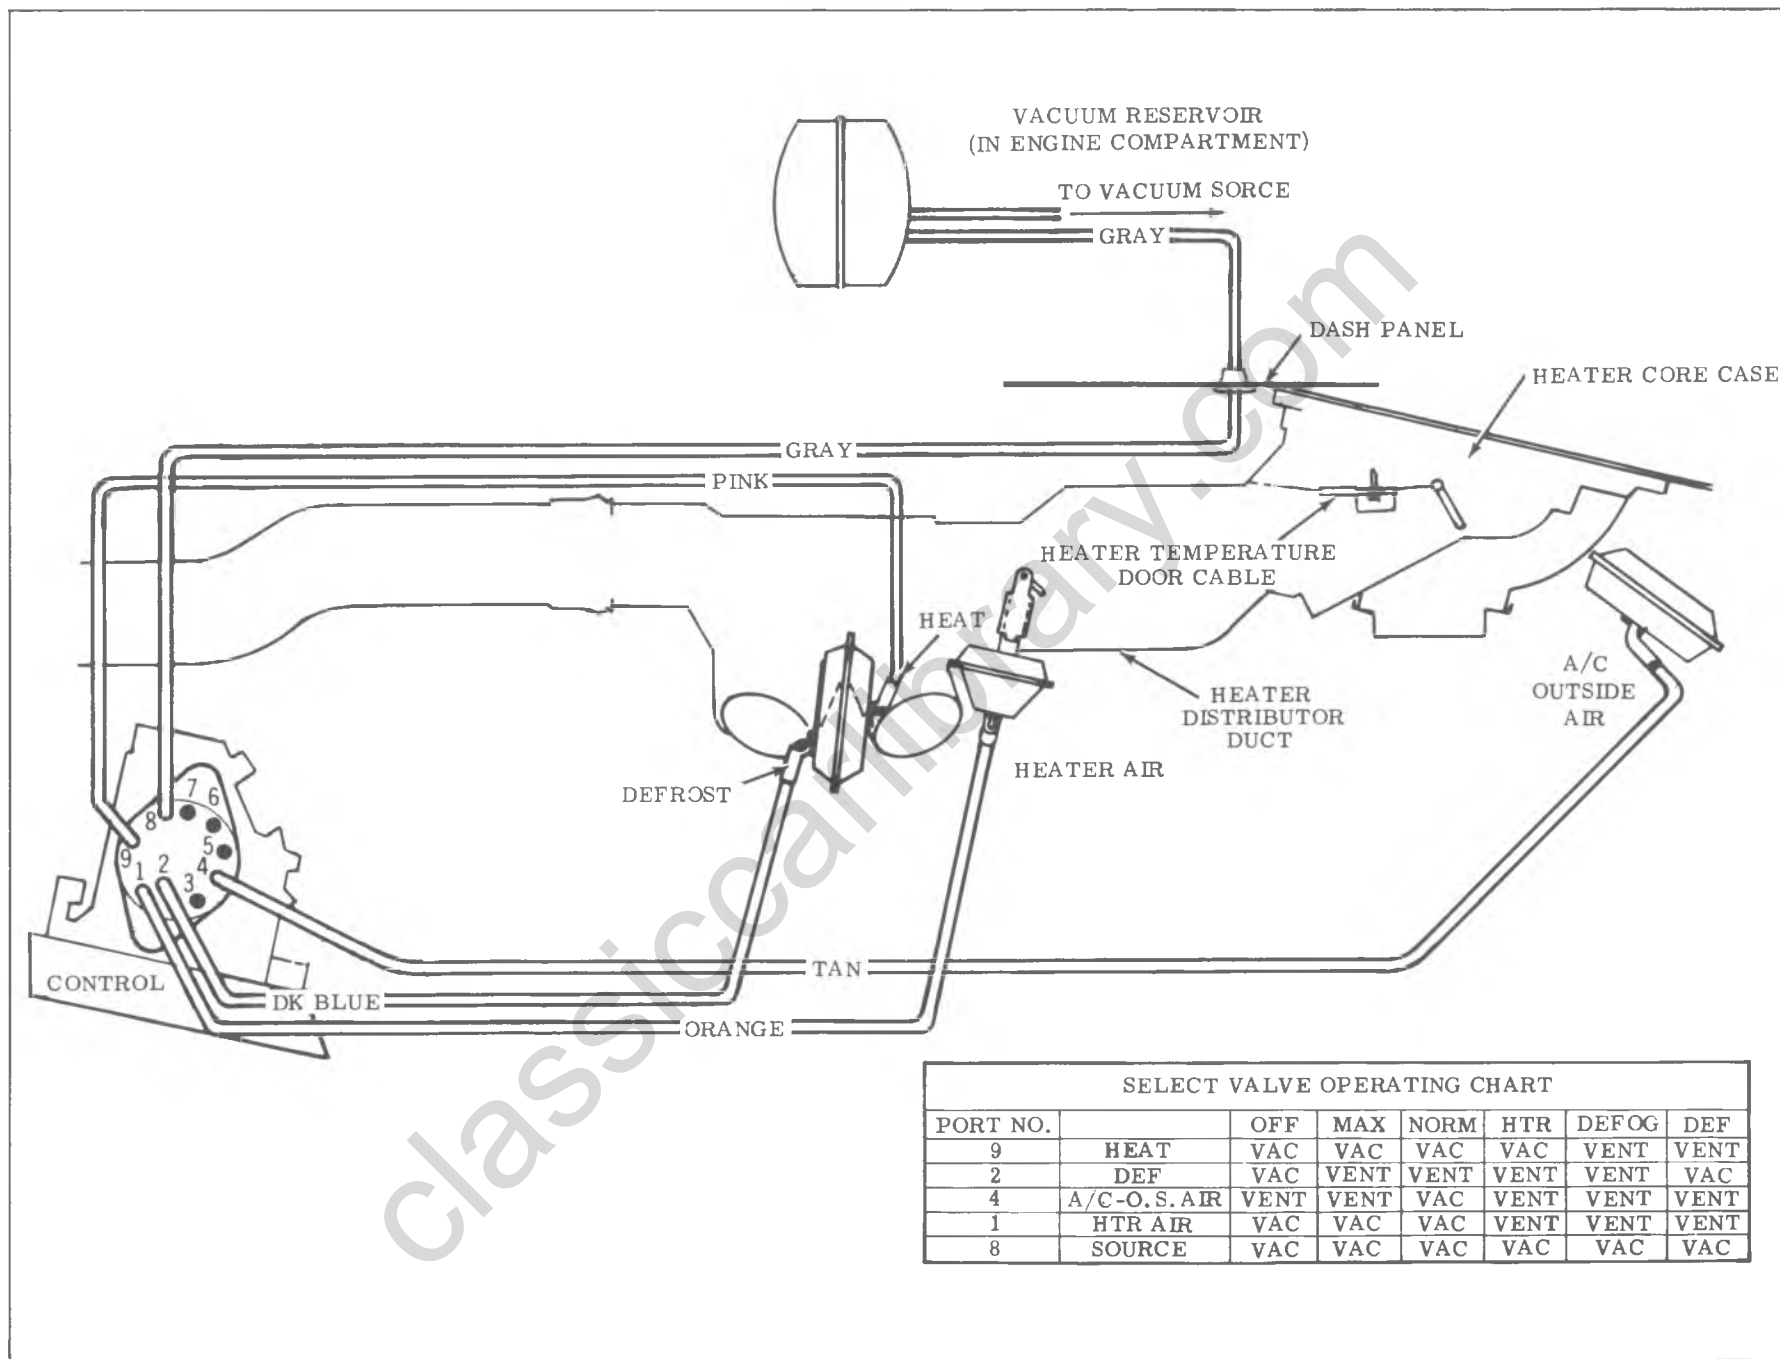 VACUUM RESERVOIR
(IN ENGINE COMPARTMENT)
TO VACUUM SORCE
GRAY
DASH PANEL
HEATER CORE CASE
GRAY
PINK
HEATER TEMPERATURE
DOOR CABLE
HEAT
A/C
OUTSIDE
AIR
HEATER
DISTRIBUTOR
DUCT
HEATER AIR
DEFROST
7
6
8
5
9
1
2
4
3
CONTROL
TAN
DK BLUE
ORANGE
SELECT VALVE OPERATING CHART
PORT NO. OFF MAX NORM HTR DEFOG DEF
9 HEAT VAC VAC VAC VAC VENT VENT
2 DEF VAC VENT VENT VENT VENT VAC
4 A/C-O.S.AIR VENT VENT VAC VENT VENT VENT
1 HTR AIR VAC VAC VAC VENT VENT VENT
8 SOURCE VAC VAC VAC VAC VAC VAC
classiccarlibrary.com